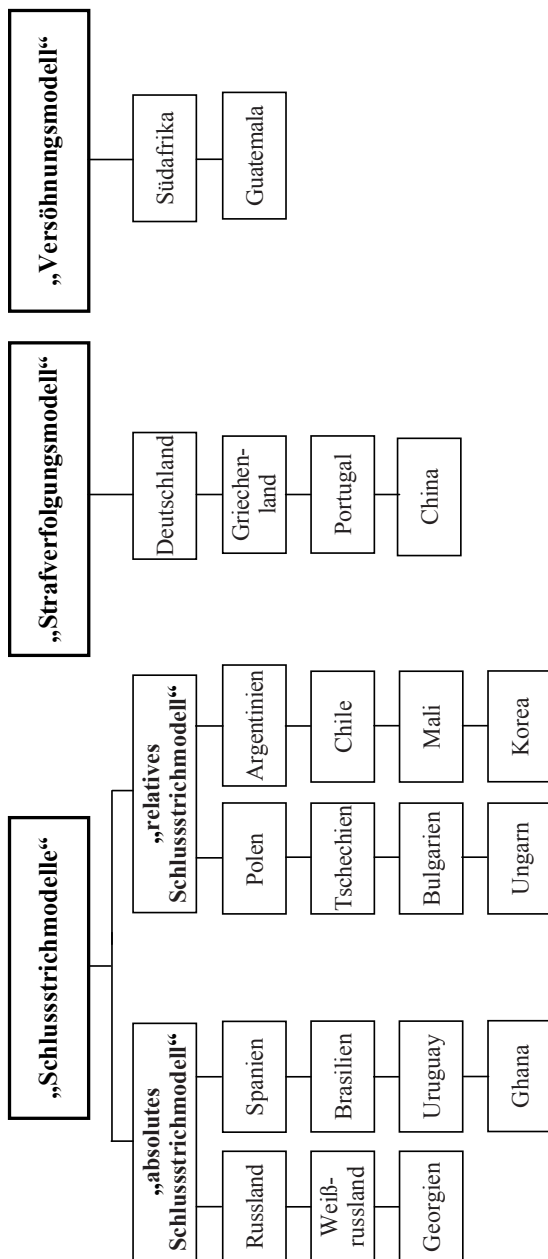 „Schlussstrichmodelle“
„absolutes
Schlussstrichmodell“
Russland
Weiß-
russland
Georgien
Spanien
Brasilien
Uruguay
Ghana
„relatives
Schlussstrichmodell“
Polen
Tschechien
Bulgarien
Ungarn
Argentinien
Chile
Mali
Korea
„Strafverfolgungsmodell“
Deutschland
Griechen-
land
Portugal
China
„Versöhnungsmodell“
Südafrika
Guatemala